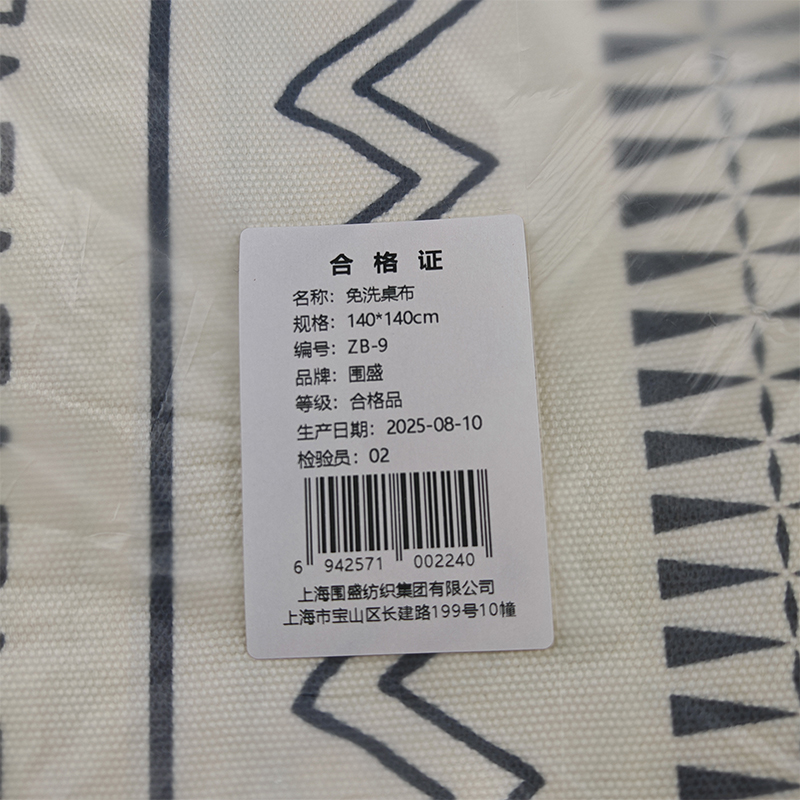 合格证
名称：免洗桌布
规格：140*140cm
编号：ZB-9
品牌：围盛
等级：合格品
生产日期：2025-08-10
检验员：02
6 942571 002240
上海围盛纺织集团有限公司
上海市宝山区长建路199号10幢